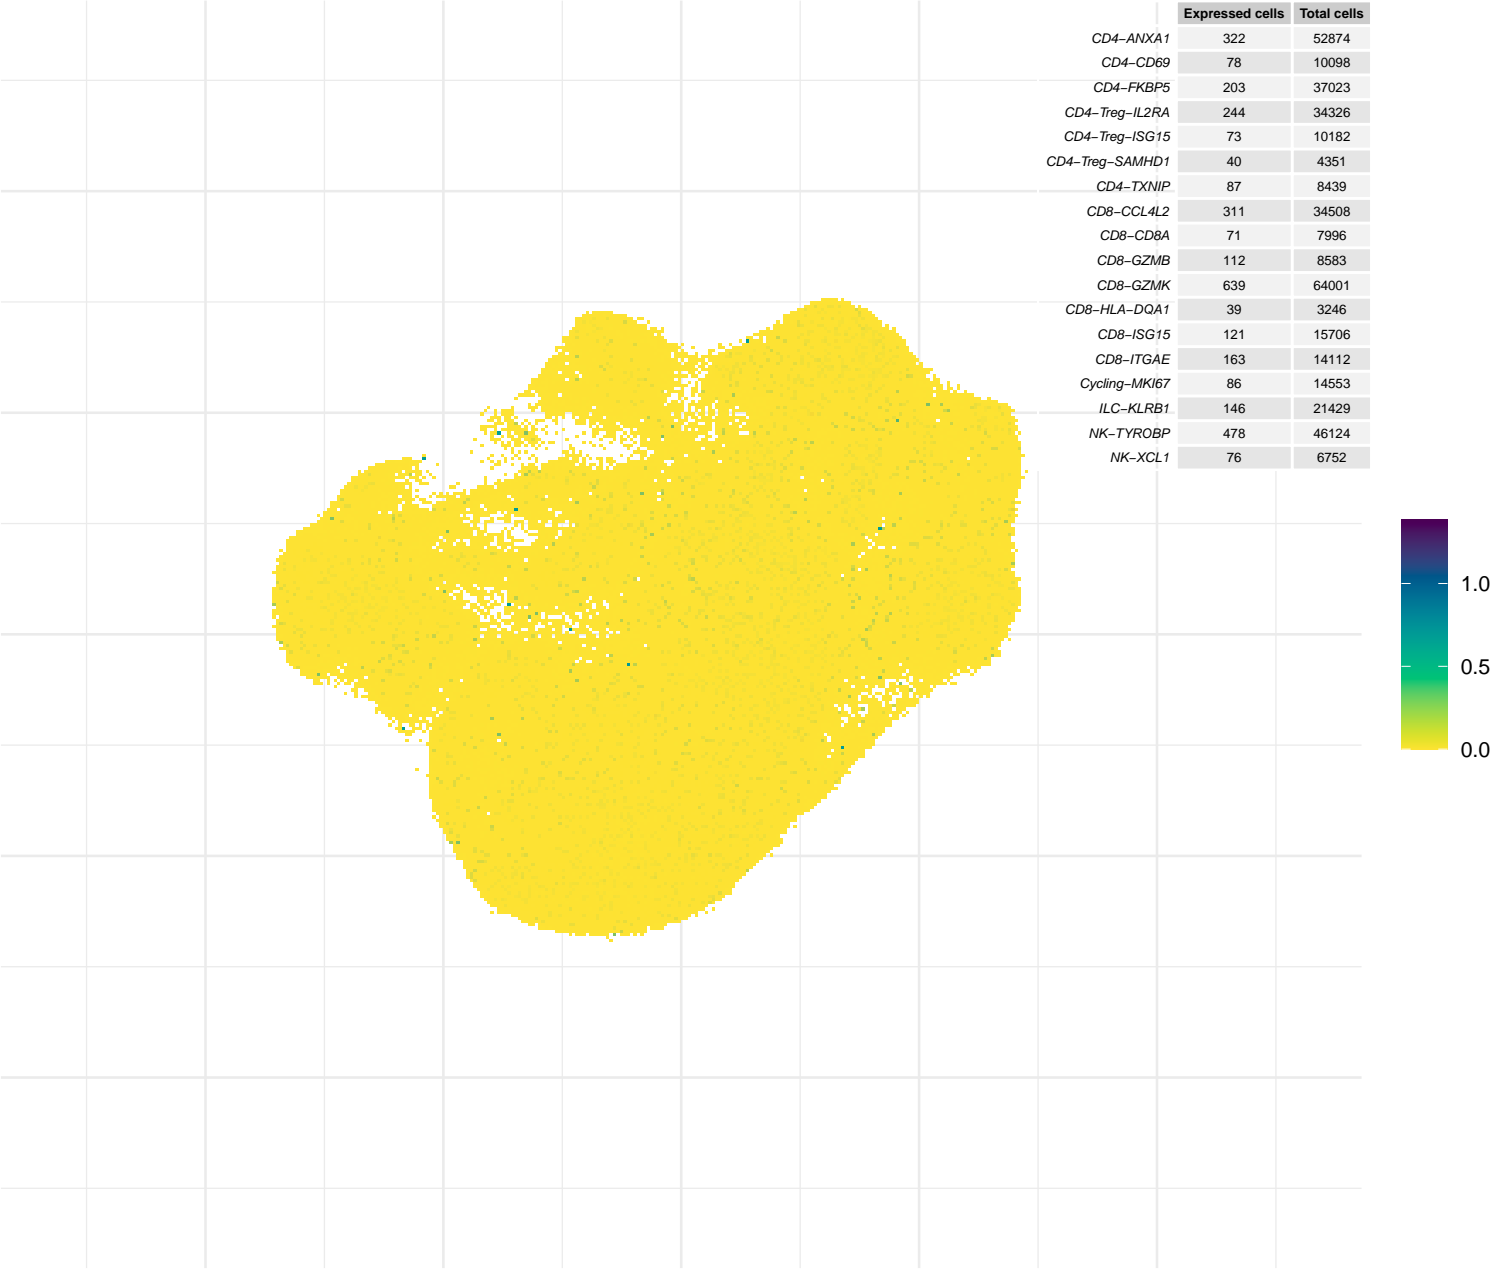 Expressed cells Total cells
CD4−ANXA1 322 52874
CD4−CD69 78 10098
CD4−FKBP5 203 37023
CD4−Treg−IL2RA 244 34326
CD4−Treg−ISG15 73 10182
CD4−Treg−SAMHD1 40 4351
CD4−TXNIP 87 8439
CD8−CCL4L2 311 34508
CD8−CD8A 71 7996
CD8−GZMB 112 8583
CD8−GZMK 639 64001
CD8−HLA−DQA1 39 3246
CD8−ISG15 121 15706
CD8−ITGAE 163 14112
Cycling−MKI67 86 14553
ILC−KLRB1 146 21429
NK−TYROBP 478 46124
NK−XCL1 76 6752
1.0
0.5
0.0